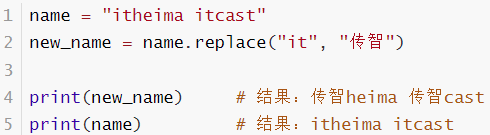 1 name = "itheima itcast"
2 new_name = name.replace("it", "传智")
3
4 print(new_name)     # 结果：传智heima 传智cast
5 print(name)         # 结果：itheima itcast